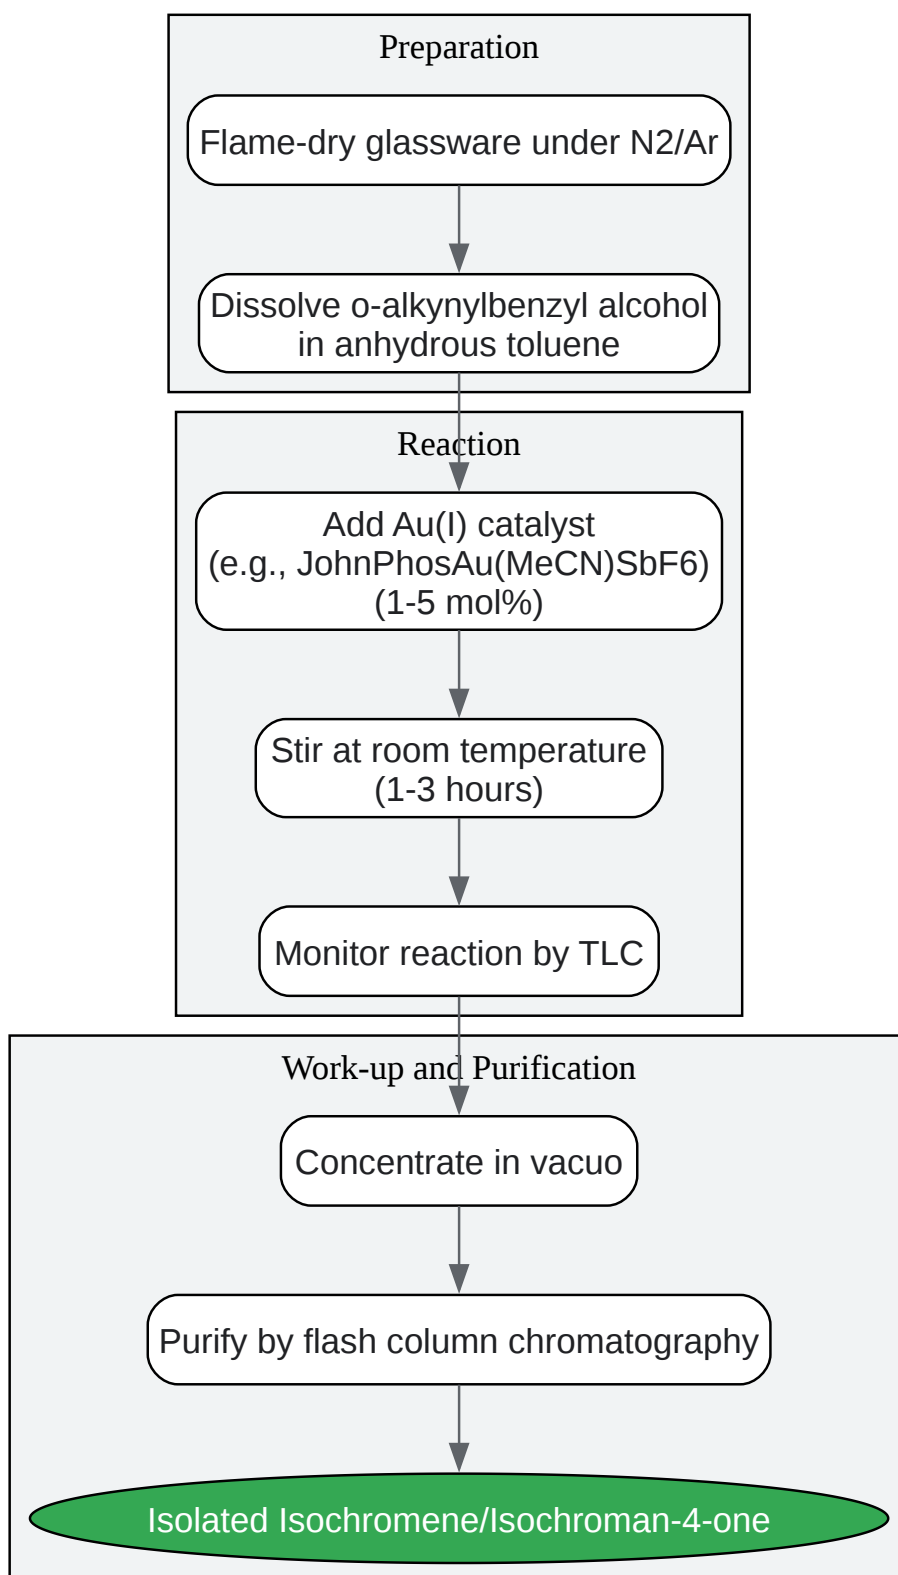 Preparation
Flame-dry glassware under N2/Ar
Dissolve o-alkynylbenzyl alcohol
in anhydrous toluene
Reaction
Add Au(I) catalyst
(e.g., JohnPhosAu(MeCN)SbF6)
(1-5 mol%)
Stir at room temperature
(1-3 hours)
Monitor reaction by TLC
Work-up and Purification
Concentrate in vacuo
Purify by flash column chromatography
Isolated Isochromene/Isochroman-4-one